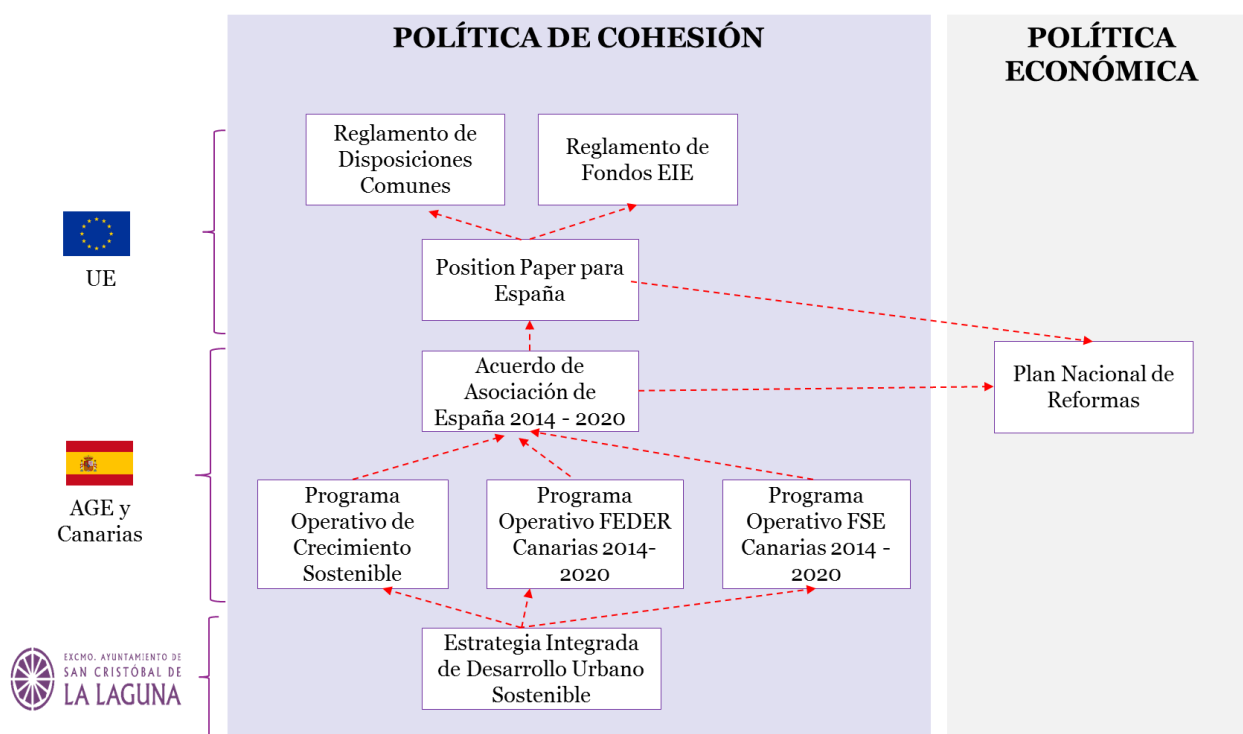 POLÍTICA DE COHESIÓN
POLÍTICA
ECONÓMICA
Reglamento de
Disposiciones
Comunes
Reglamento de
Fondos EIE
UE
Position Paper para
España
Acuerdo de
Asociación de
España 2014 - 2020
Plan Nacional de
Reformas
AGE y
Canarias
Programa
Operativo de
Crecimiento
Sostenible
Programa
Operativo FEDER
Canarias 2014-
2020
Programa
Operativo FSE
Canarias 2014 -
2020
EXCMO. AYUNTAMIENTO DE
SAN CRISTÓBAL DE
LA LAGUNA
Estrategia Integrada
de Desarrollo Urbano
Sostenible